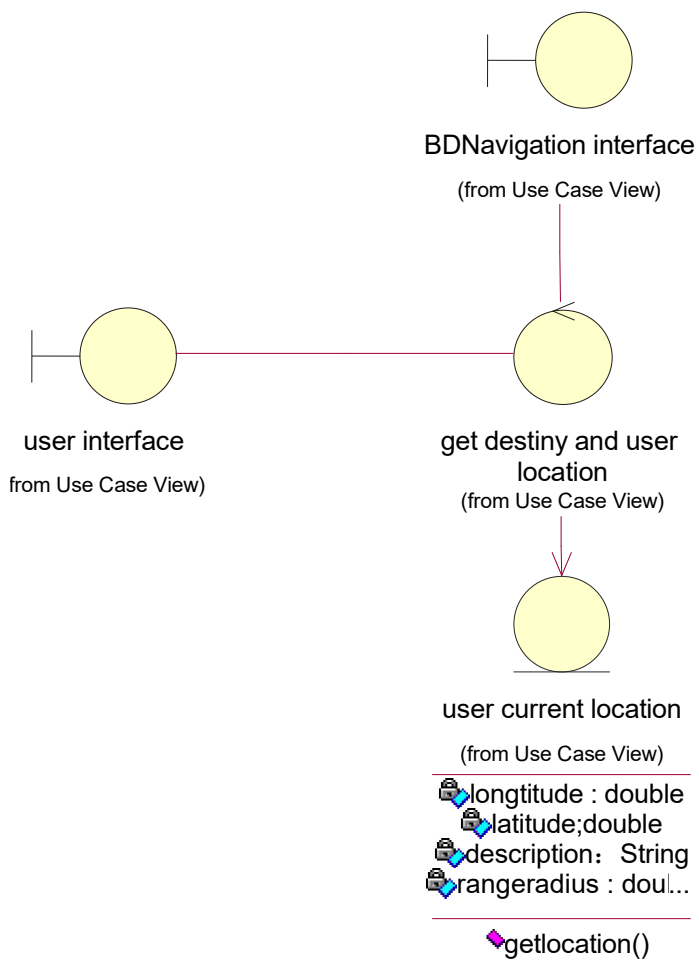 BDNavigation interface
(from Use Case View)
user interface
from Use Case View)
get destiny and user
location
(from Use Case View)
user current location
(from Use Case View)
longtitude : double
latitude;double
description： String
rangeradius : doul...
getlocation()